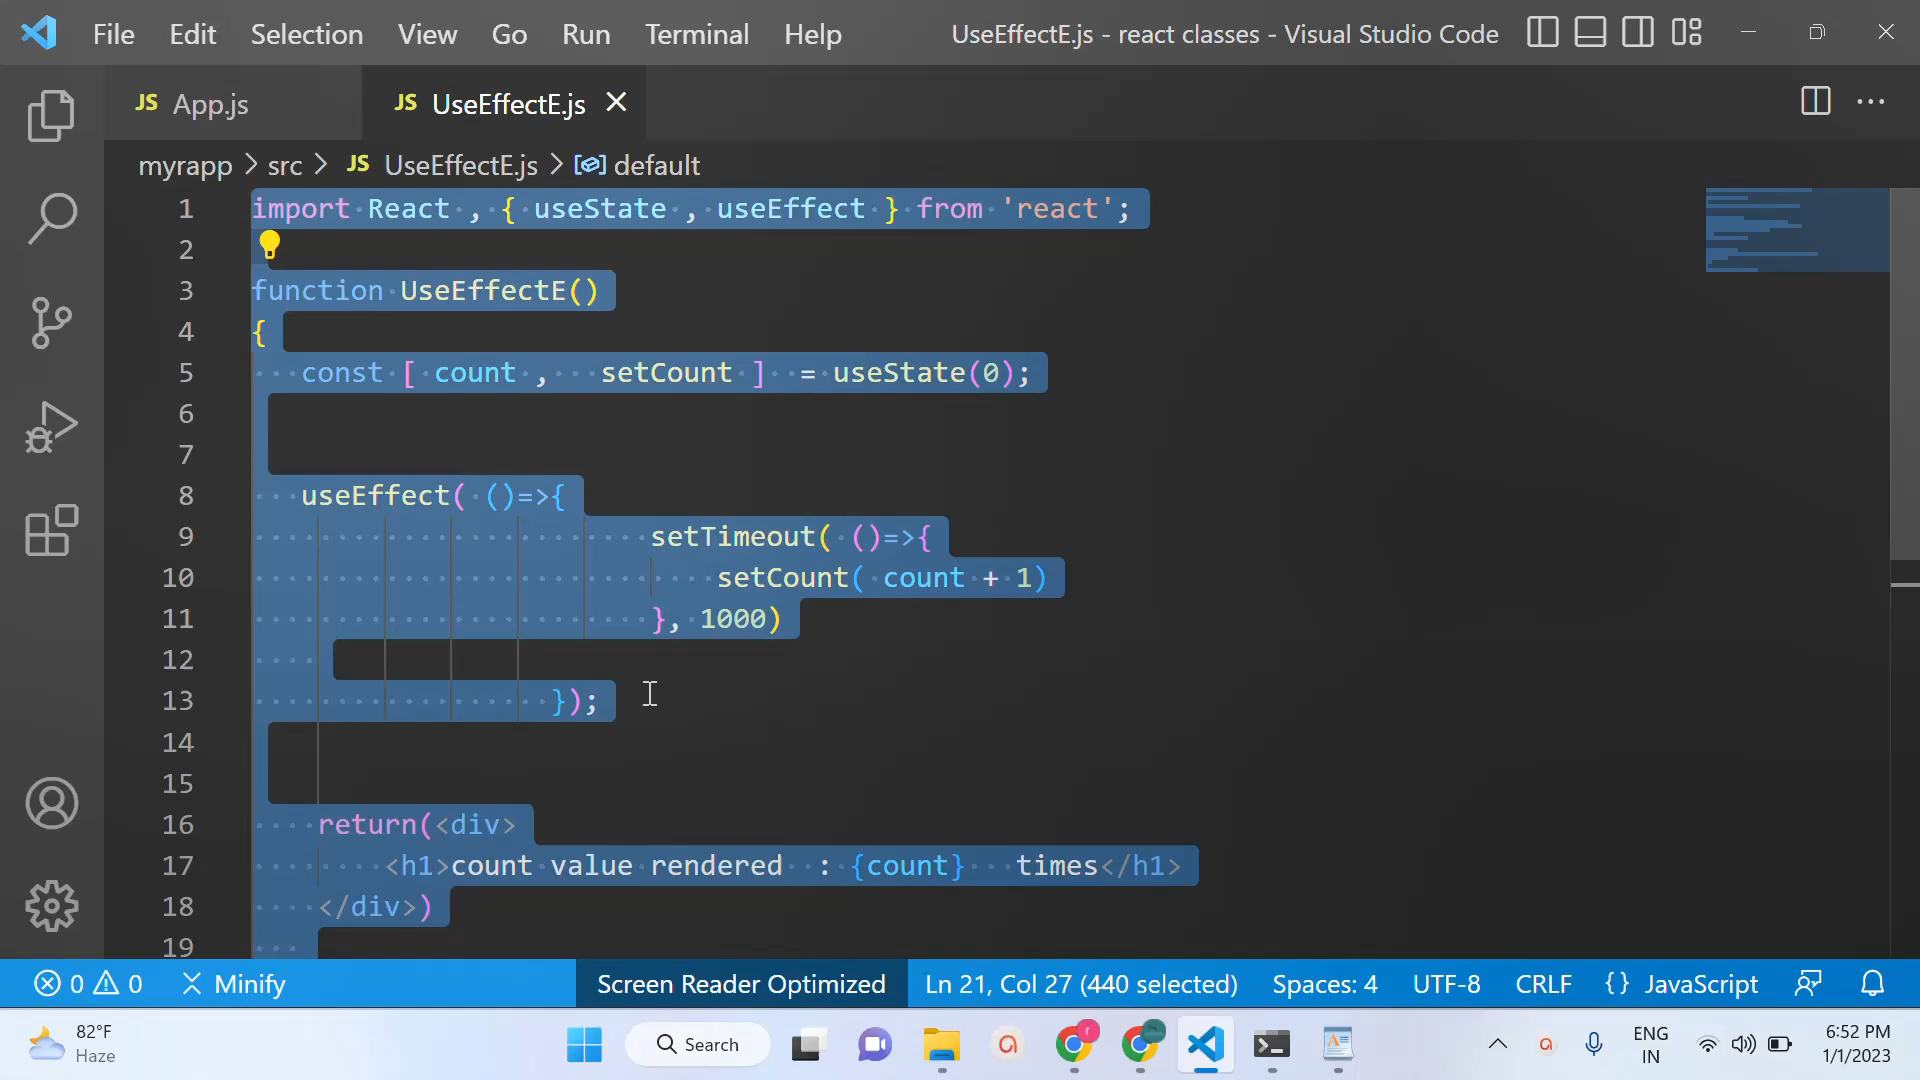 File Edit Selection View Go Run Terminal Help UseEffectE.js - react classes - Visual Studio Code
JS App.js JS UseEffectE.js
myrapp > src > JS UseEffectE.js > default
1 import React , { useState , useEffect } from 'react';
2
3 function UseEffectE()
4 {
5 const [ count , setCount ] = useState(0);
6
7
8 useEffect( ()=>{
9 setTimeout( ()=>{
10 setCount( count + 1)
11 }, 1000)
12
13 });
14
15
16 return(<div>
17 <h1>count value rendered : {count} times</h1>
18 </div>)
19
0 0 Minify Screen Reader Optimized Ln 21, Col 27 (440 selected) Spaces: 4 UTF-8 CRLF {} JavaScript
82°F
Haze
Search
ENG
IN
6:52 PM
1/1/2023